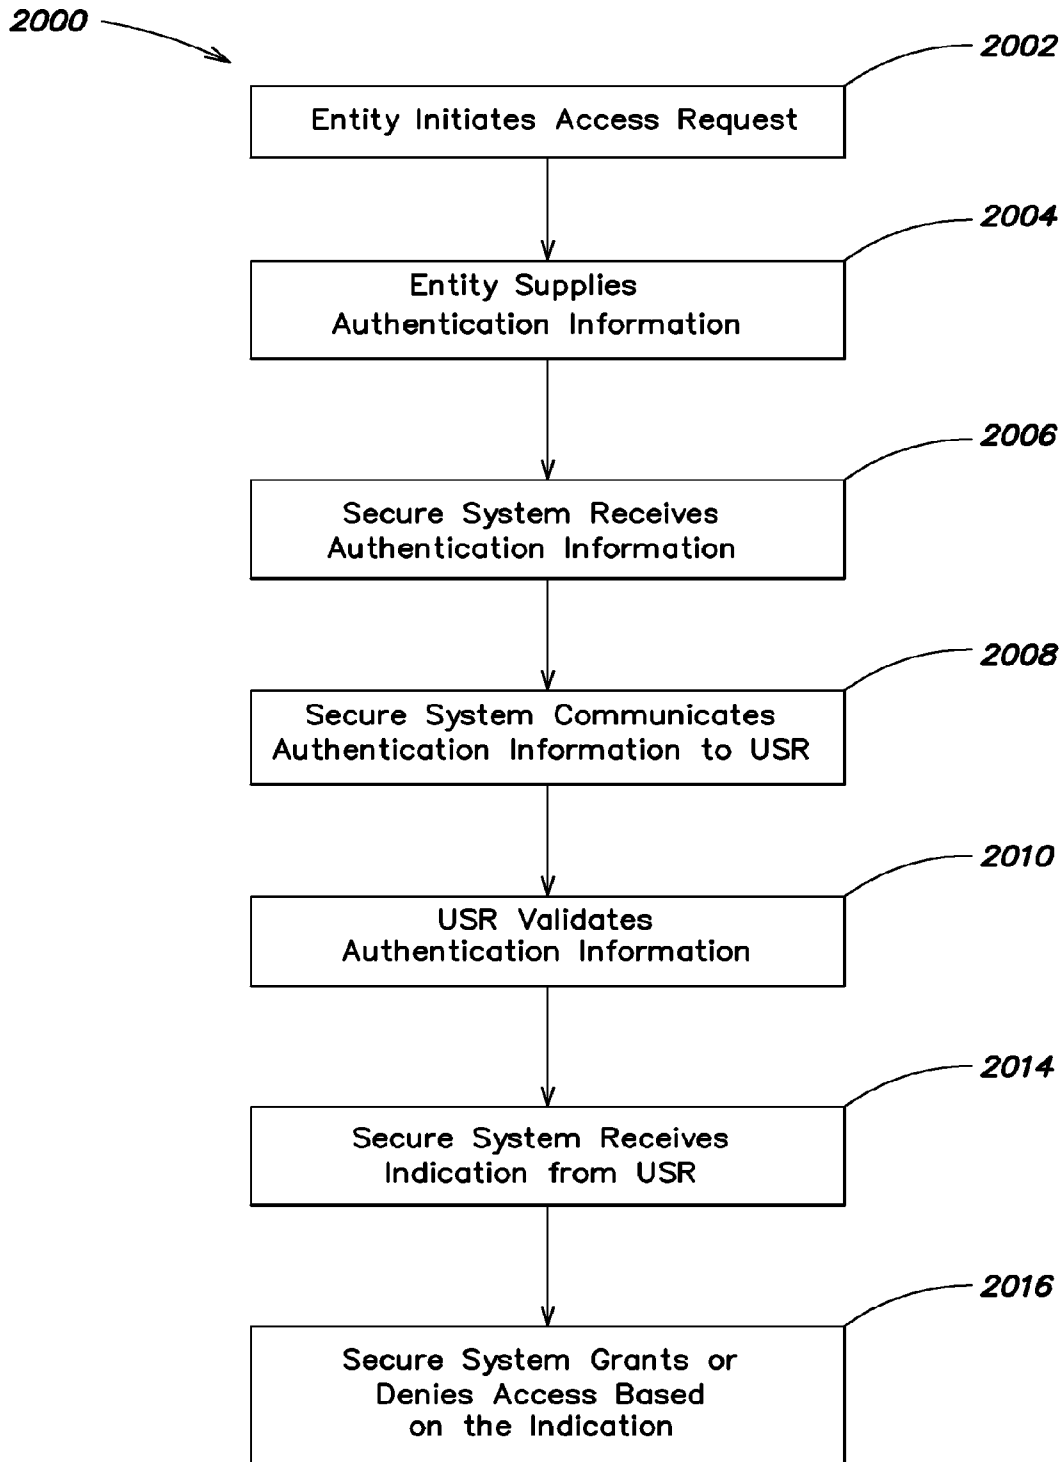 2000
2002
Entity Initiates Access Request
2004
Entity Supplies
Authentication Information
2006
Secure System Receives
Authentication Information
2008
Secure System Communicates
Authentication Information to USR
2010
USR Validates
Authentication Information
2014
Secure System Receives
Indication from USR
2016
Secure System Grants or
Denies Access Based
on the Indication